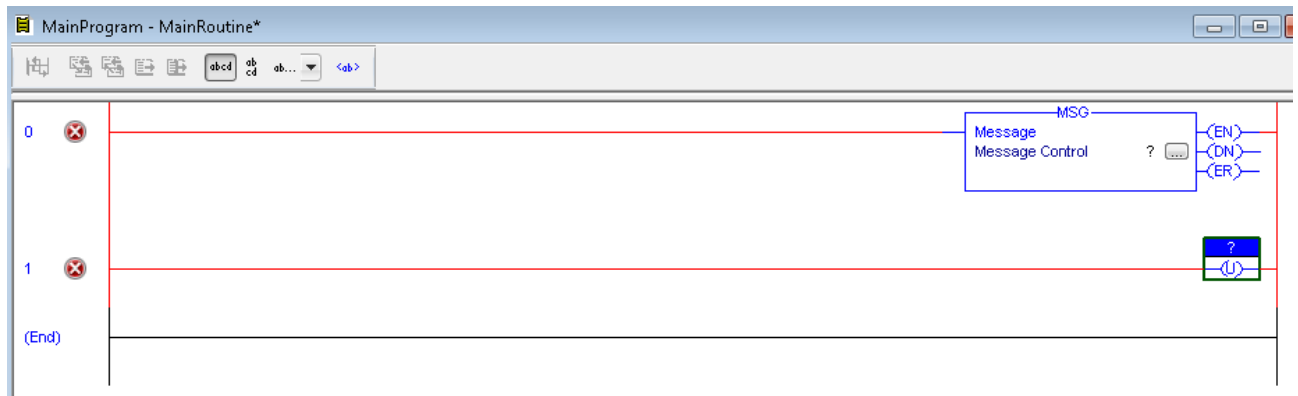 MainProgram - MainRoutine*
abcd ab cd ab... <ab>
MSG
0 Message (EN)
Message Control ? ... (DN)
(ER)
?
1 (U)
(End)